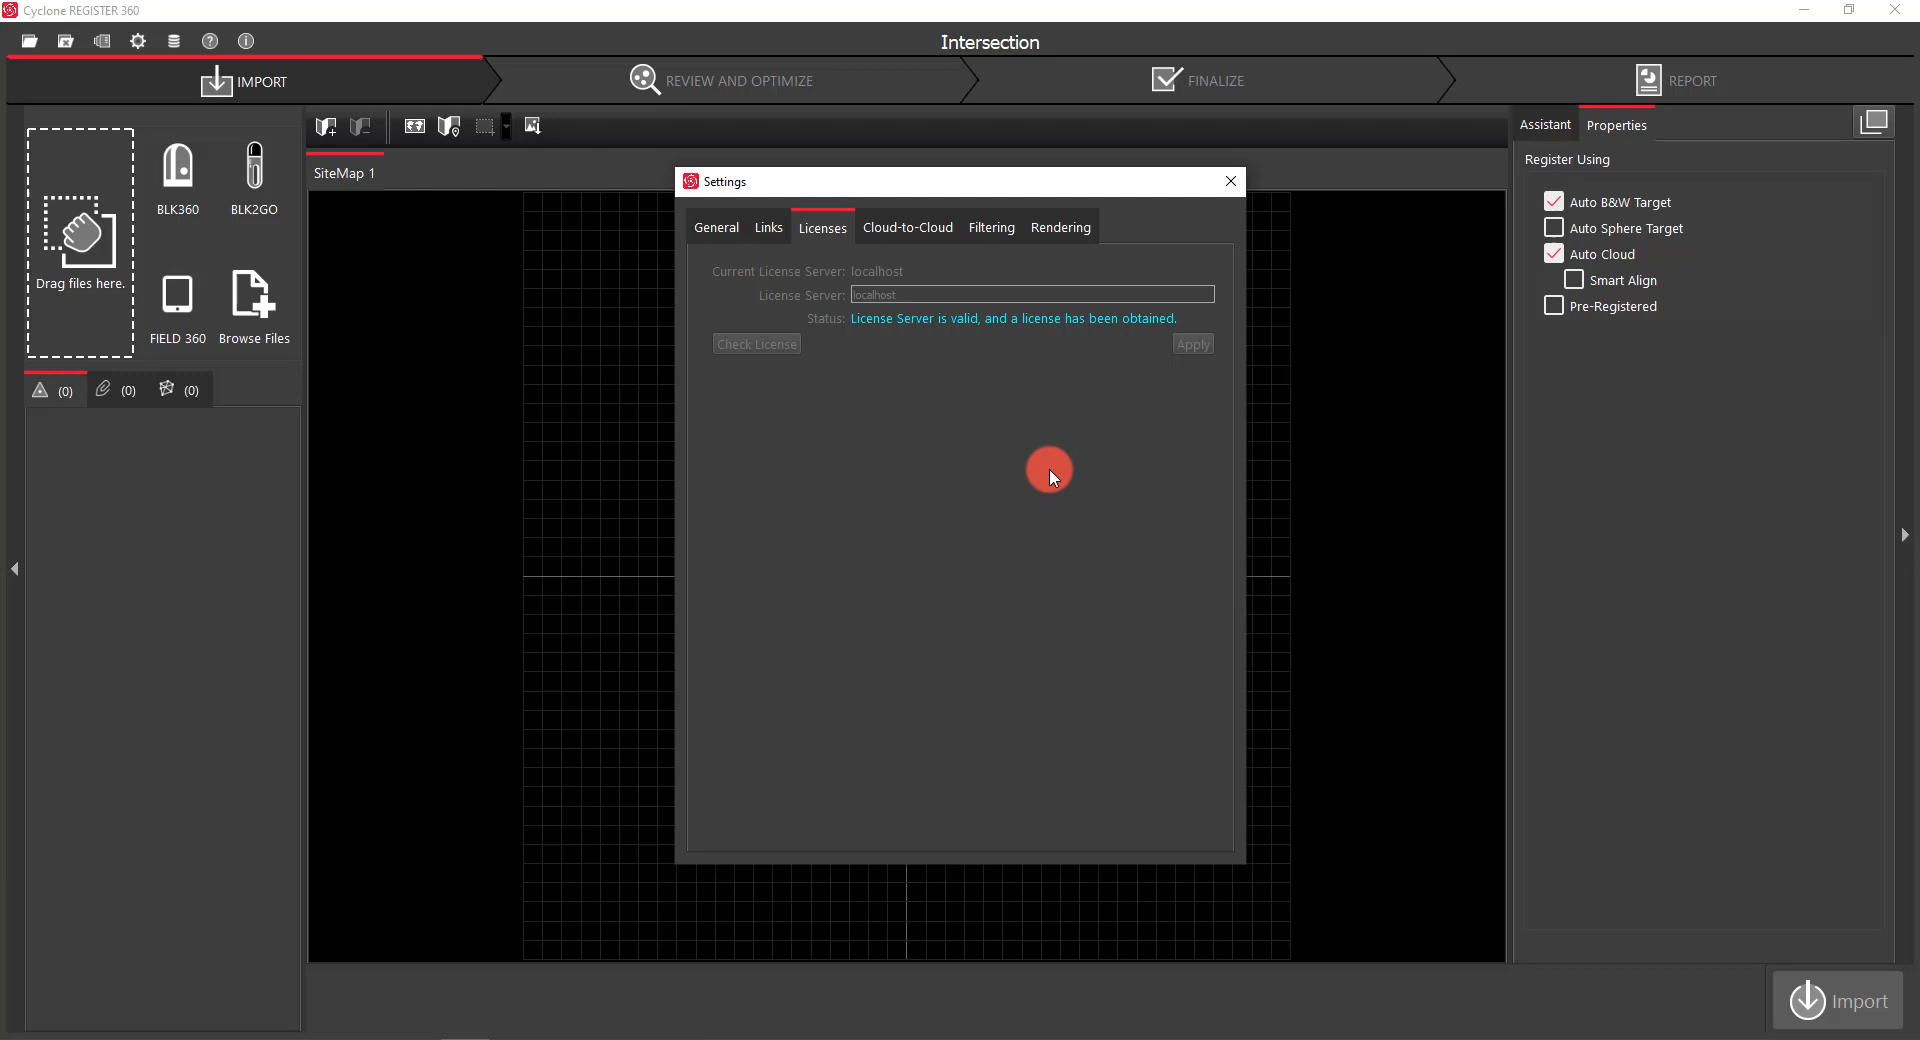 Cyclone REGISTER 360
Intersection
IMPORT
REVIEW AND OPTIMIZE
FINALIZE
REPORT
Drag files here.
BLK360
BLK2GO
FIELD 360
Browse Files
(0)
(0)
(0)
SiteMap 1
Settings
General
Links
Licenses
Cloud-to-Cloud
Filtering
Rendering
Current License Server: localhost
License Server: localhost
Status: License Server is valid, and a license has been obtained.
Check License
Apply
Assistant
Properties
Register Using
Auto B&W Target
Auto Sphere Target
Auto Cloud
Smart Align
Pre-Registered
Import